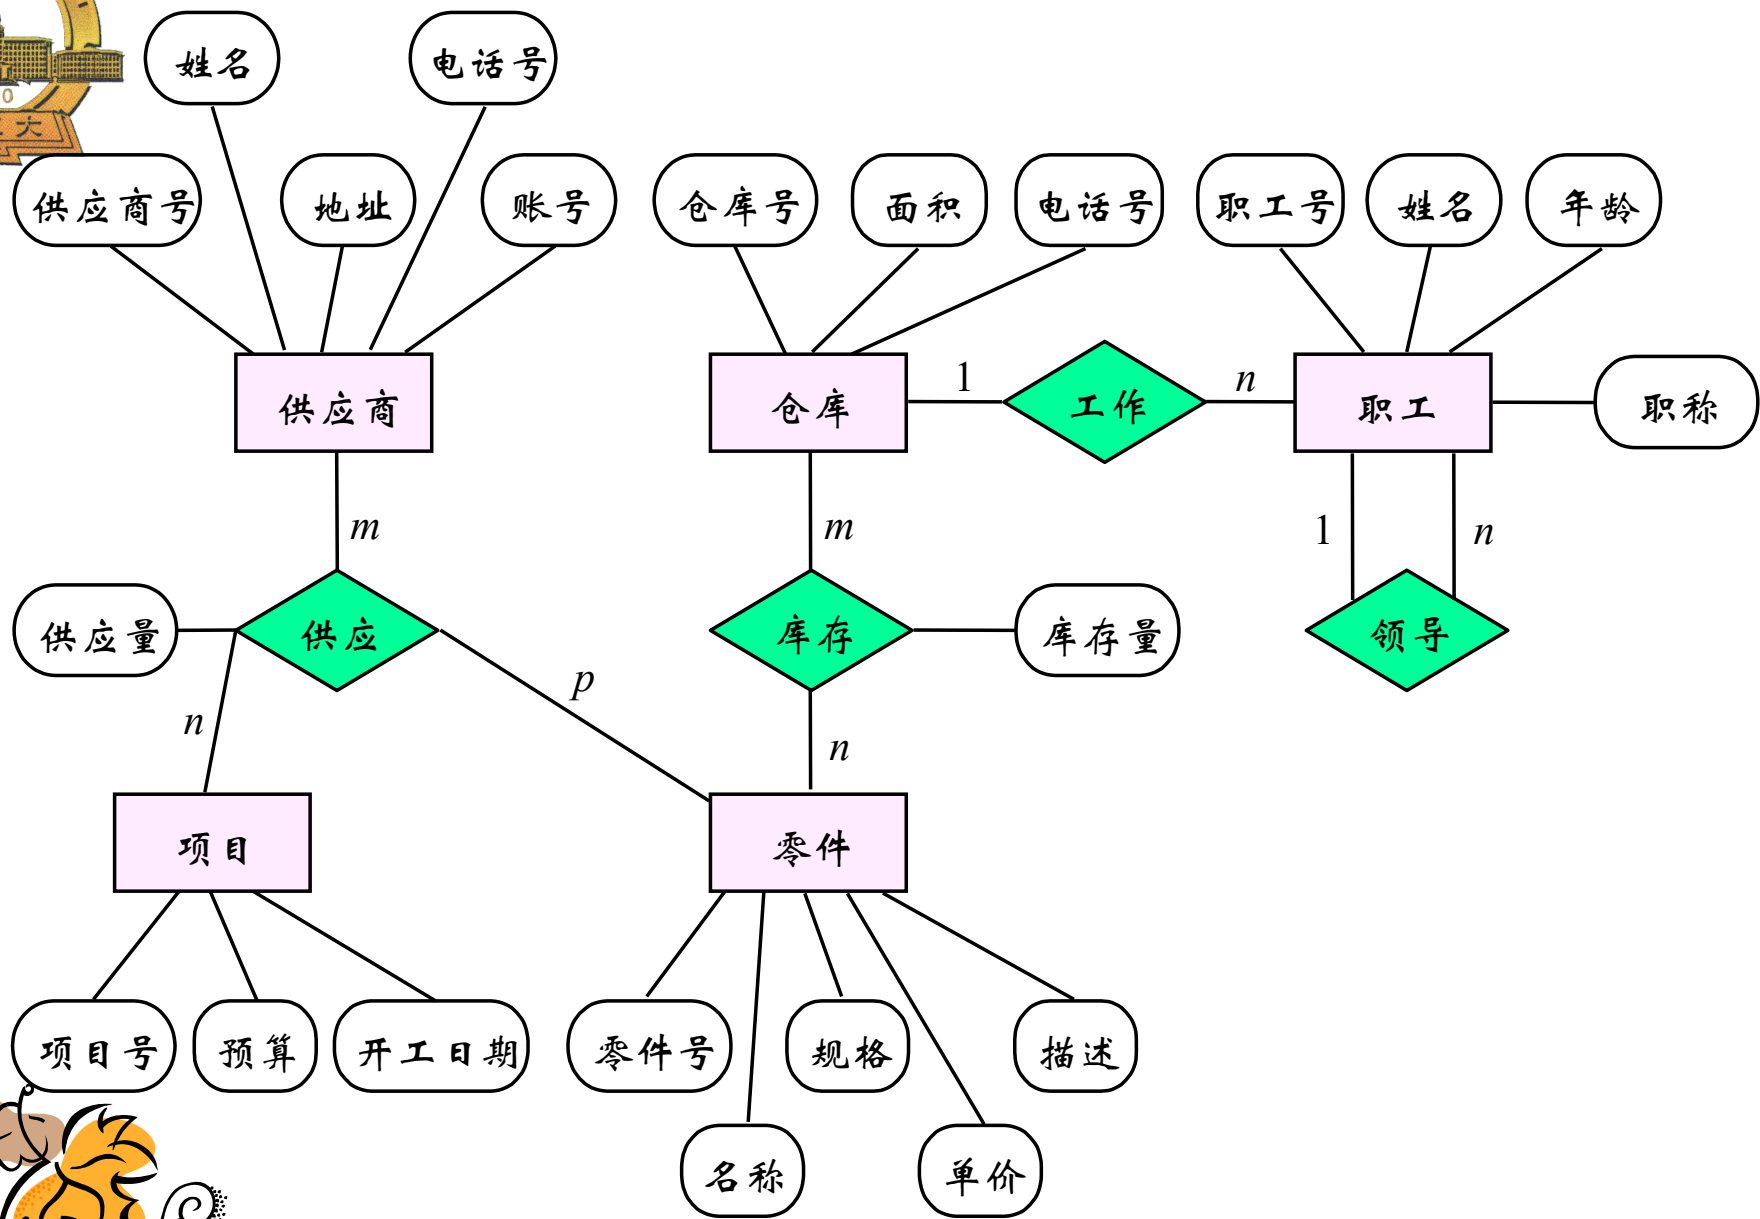 姓名
电话号
大
供应商号
地址
账号
仓库号
面积
电话号
职工号
姓名
年龄
供应商
仓库
1
工作
n
职工
职称
m
m
1
n
供应量
供应
库存
库存量
领导
p
n
n
项目
零件
项目号
预算
开工日期
零件号
规格
描述
名称
单价